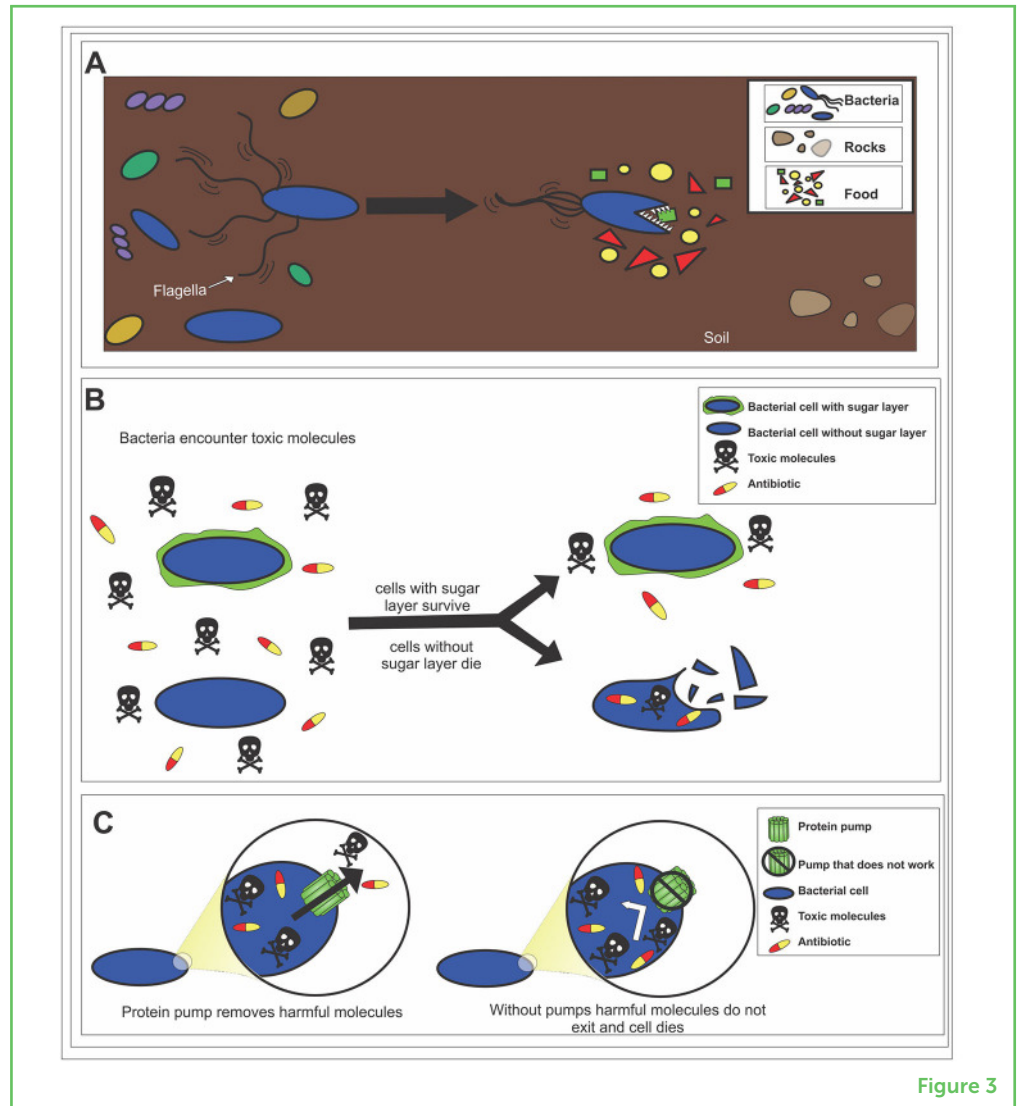 A
Bacteria
Rocks
Food
Flagella
Soil
B
Bacteria encounter toxic molecules
Bacterial cell with sugar layer
Bacterial cell without sugar layer
Toxic molecules
Antibiotic
cells with sugar
layer survive
cells without
sugar layer die
C
Protein pump
Pump that does not work
Bacterial cell
Toxic molecules
Antibiotic
Protein pump removes harmful molecules
Without pumps harmful molecules do not
exit and cell dies
Figure 3